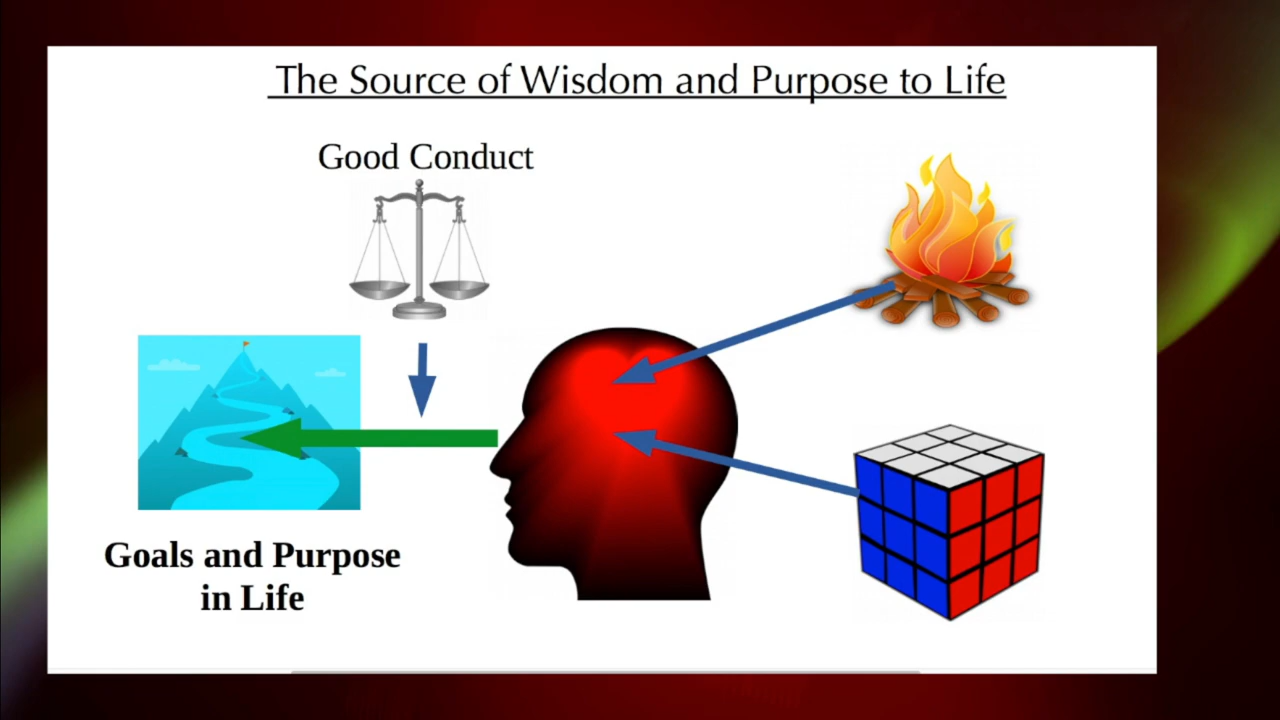 The Source of Wisdom and Purpose to Life
Good Conduct
Goals and Purpose
in Life